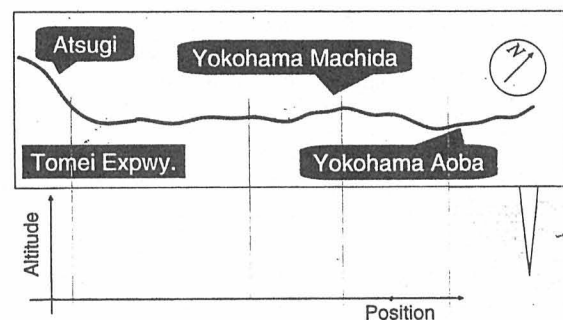 Atsugi
Yokohama Machida
N
Tomei Expwy.
Yokohama Aoba
Altitude
Position